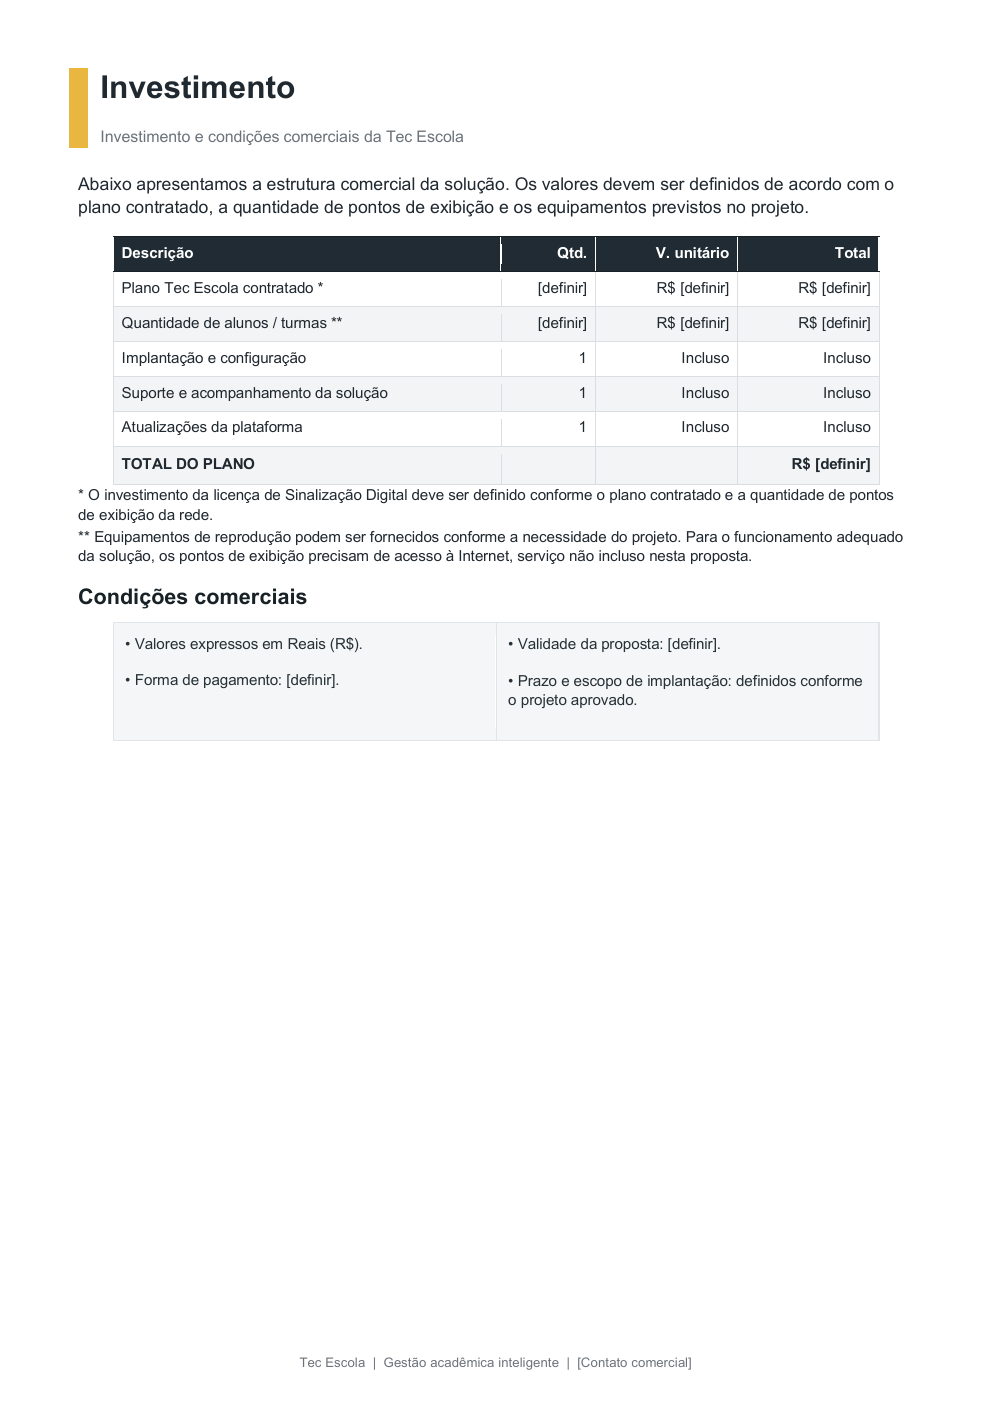 Investimento
Investimento e condições comerciais da Tec Escola
Abaixo apresentamos a estrutura comercial da solução. Os valores devem ser definidos de acordo com o
plano contratado, a quantidade de pontos de exibição e os equipamentos previstos no projeto.
Descrição Qtd. V. unitário Total
Plano Tec Escola contratado * [definir] R$ [definir] R$ [definir]
Quantidade de alunos / turmas ** [definir] R$ [definir] R$ [definir]
Implantação e configuração 1 Incluso Incluso
Suporte e acompanhamento da solução 1 Incluso Incluso
Atualizações da plataforma 1 Incluso Incluso
TOTAL DO PLANO R$ [definir]
* O investimento da licença de Sinalização Digital deve ser definido conforme o plano contratado e a quantidade de pontos
de exibição da rede.
** Equipamentos de reprodução podem ser fornecidos conforme a necessidade do projeto. Para o funcionamento adequado
da solução, os pontos de exibição precisam de acesso à Internet, serviço não incluso nesta proposta.
Condições comerciais
• Valores expressos em Reais (R$).
• Forma de pagamento: [definir].
• Validade da proposta: [definir].
• Prazo e escopo de implantação: definidos conforme
o projeto aprovado.
Tec Escola | Gestão acadêmica inteligente | [Contato comercial]